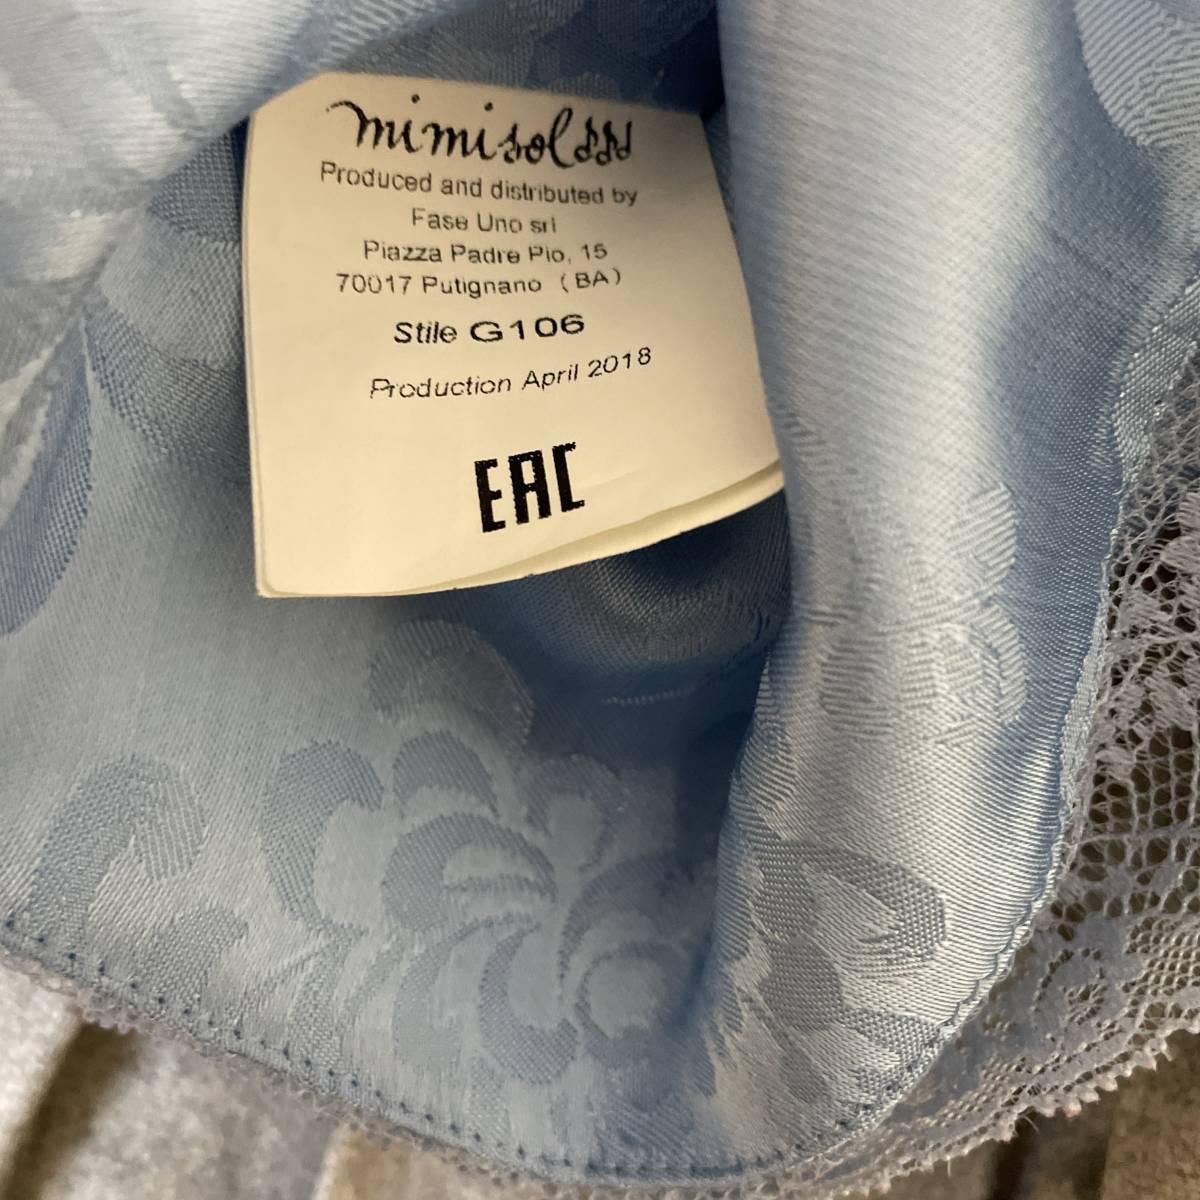 mimisol
Produced and distributed by
Fase Uno srl
Piazza Padre Pio, 15
70017 Putignano (BA)
Stile G106
Production April 2018
EAC